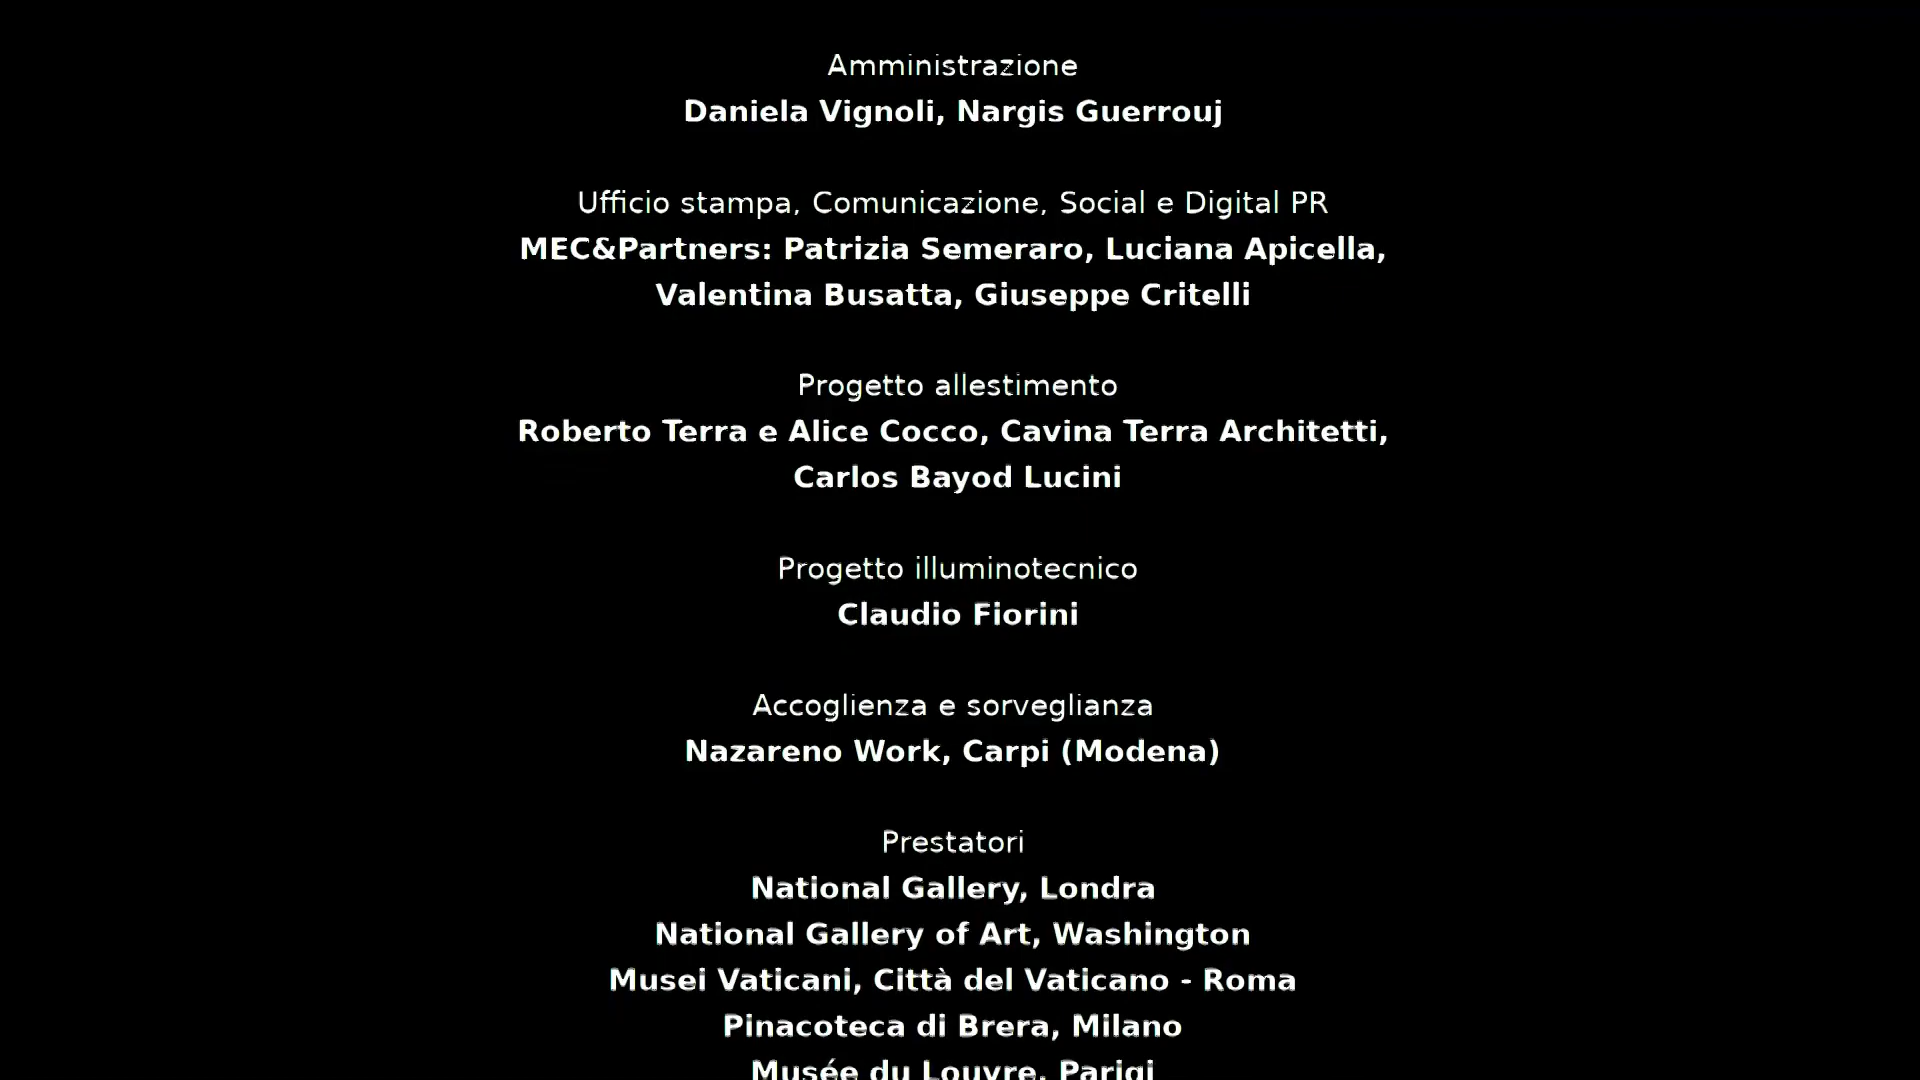 Amministrazione
Daniela Vignoli, Nargis Guerrouj
Ufficio stampa, Comunicazione, Social e Digital PR
MEC&Partners: Patrizia Semeraro, Luciana Apicella,
Valentina Busatta, Giuseppe Critelli
Progetto allestimento
Roberto Terra e Alice Cocco, Cavina Terra Architetti,
Carlos Bayod Lucini
Progetto illuminotecnico
Claudio Fiorini
Accoglienza e sorveglianza
Nazareno Work, Carpi (Modena)
Prestatori
National Gallery, Londra
National Gallery of Art, Washington
Musei Vaticani, Città del Vaticano - Roma
Pinacoteca di Brera, Milano
Musée du Louvre, Parigi